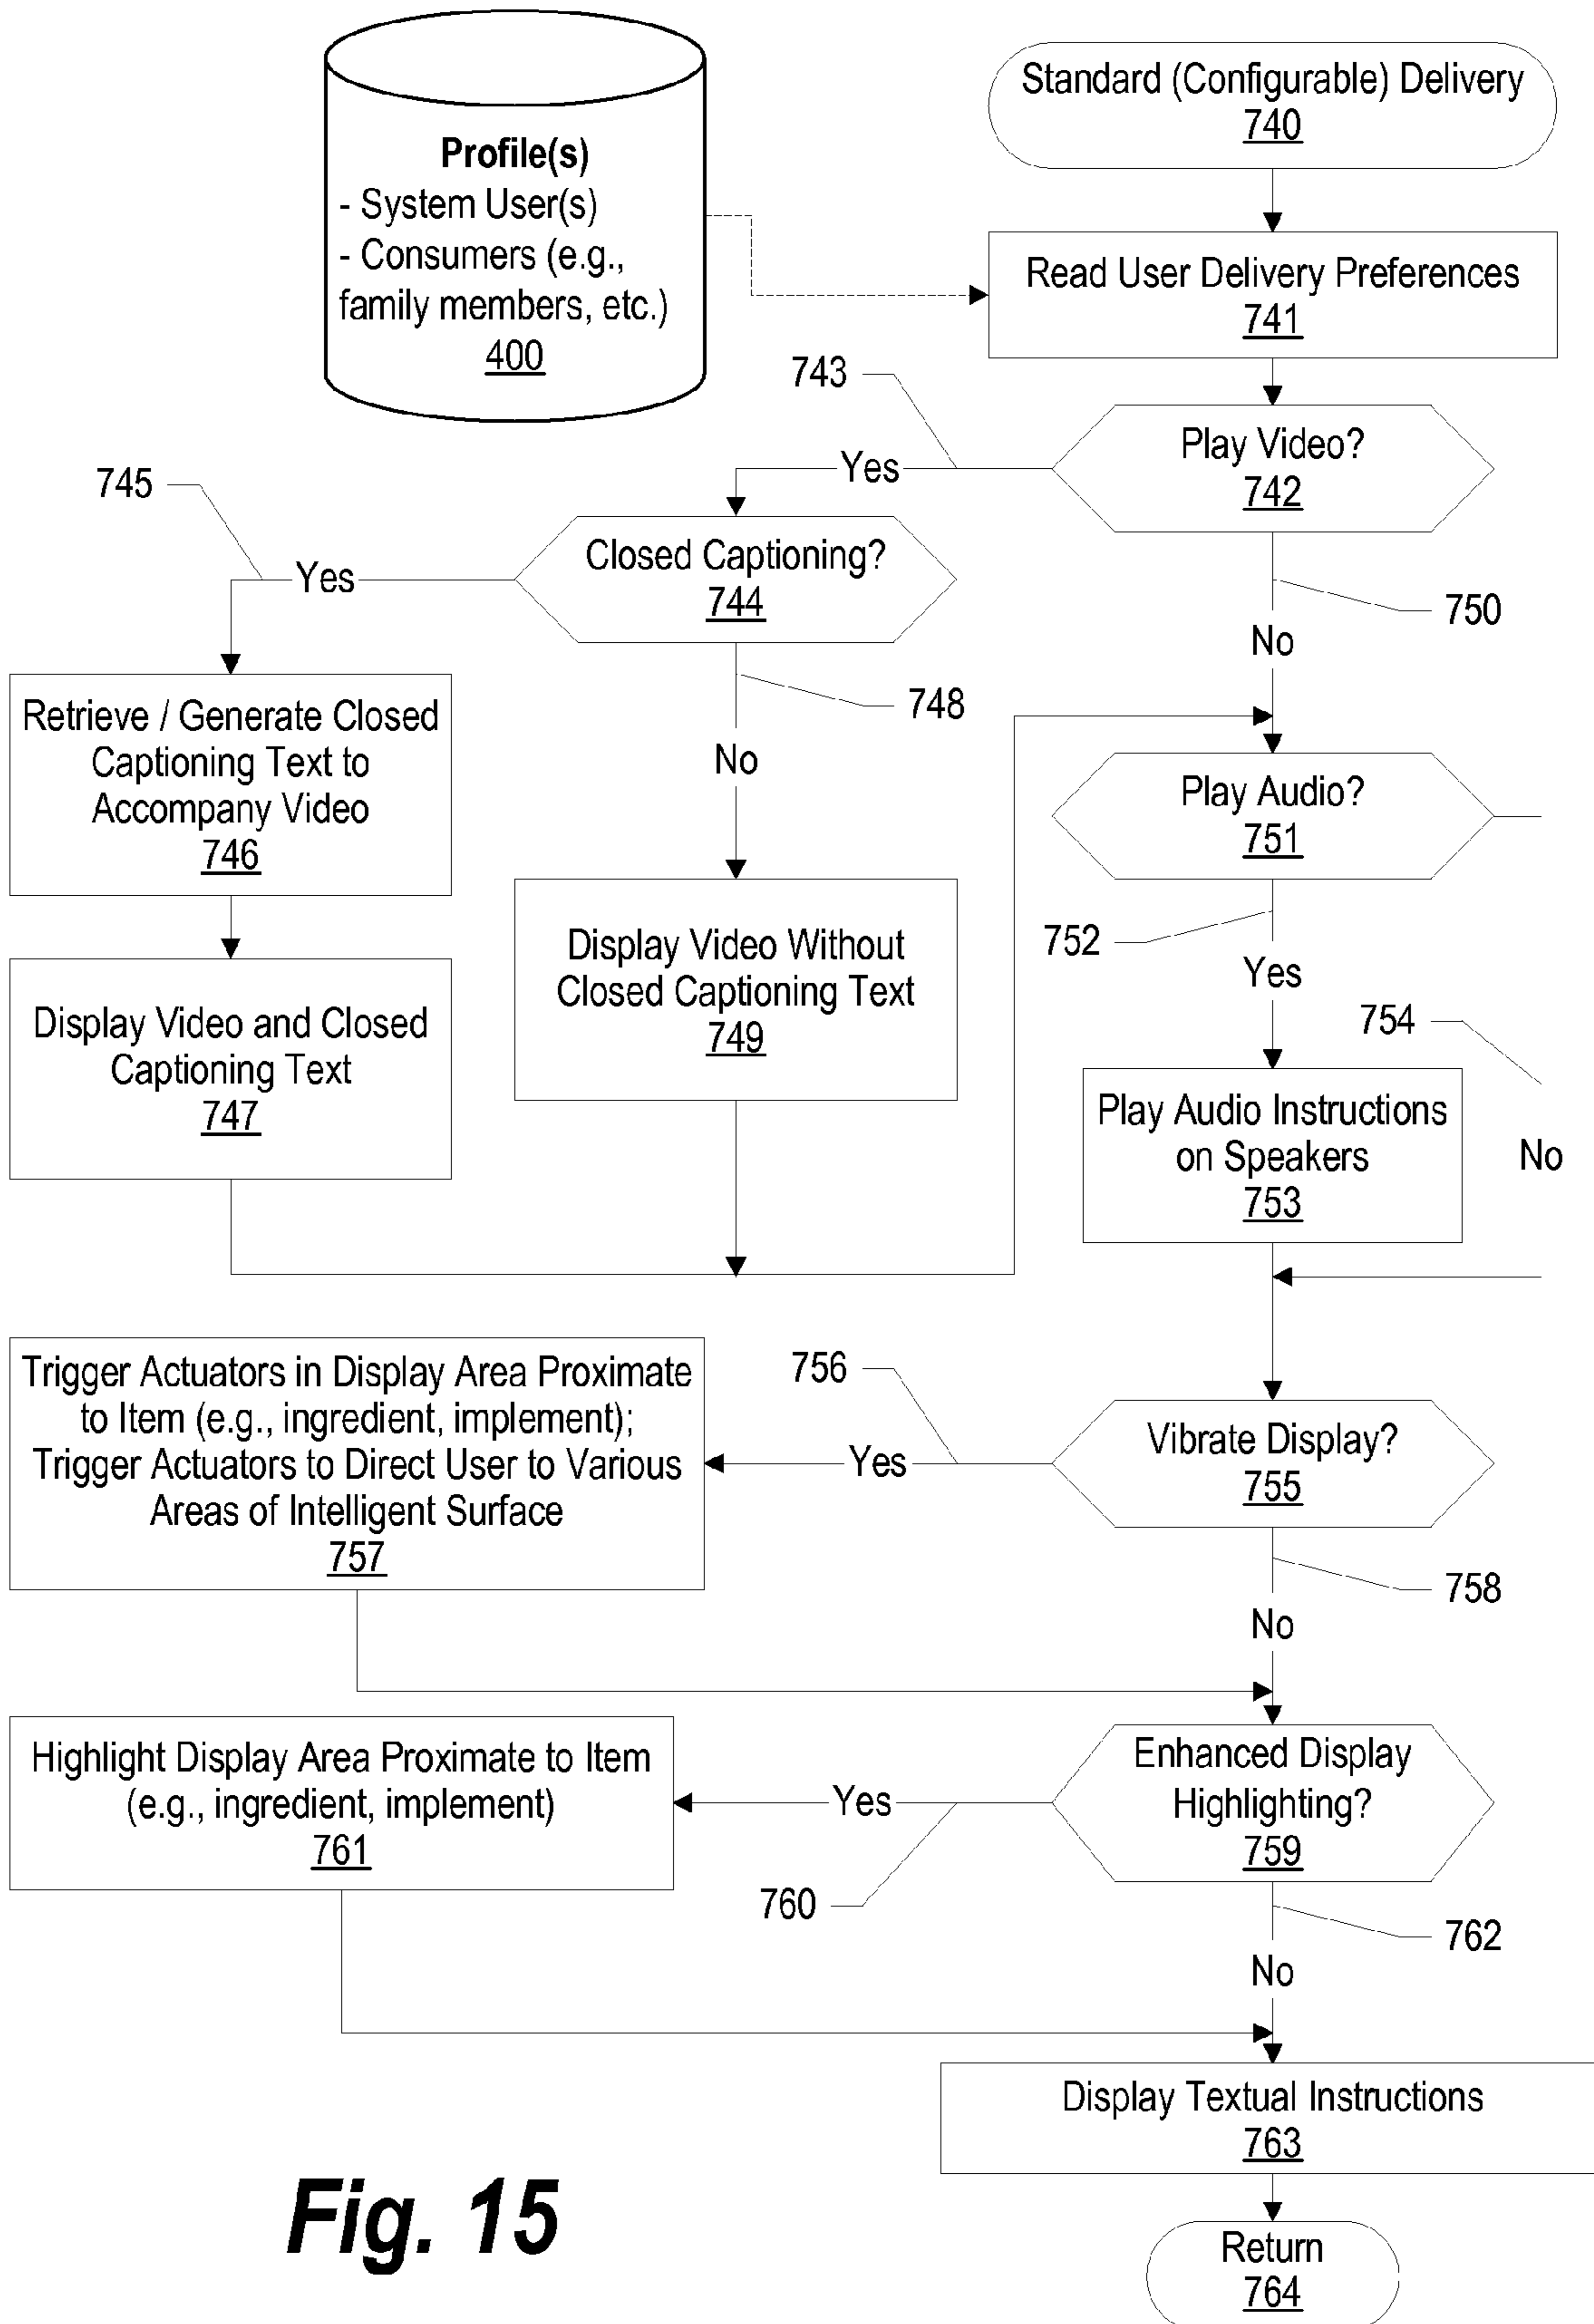 Profile(s)
- System User(s)
- Consumers (e.g.,
family members, etc.)
400
Standard (Configurable) Delivery
740
Read User Delivery Preferences
741
743
Play Video?
742
Yes
745
Closed Captioning?
744
Yes
750
No
748
No
Retrieve / Generate Closed
Captioning Text to
Accompany Video
746
Play Audio?
751
752
Yes
Display Video Without
Closed Captioning Text
749
Display Video and Closed
Captioning Text
747
754
No
Play Audio Instructions
on Speakers
753
Trigger Actuators in Display Area Proximate
to Item (e.g., ingredient, implement);
Trigger Actuators to Direct User to Various
Areas of Intelligent Surface
757
756
Yes
Vibrate Display?
755
758
No
Highlight Display Area Proximate to Item
(e.g., ingredient, implement)
761
Yes
760
Enhanced Display
Highlighting?
759
762
No
Display Textual Instructions
763
Return
764
Fig. 15